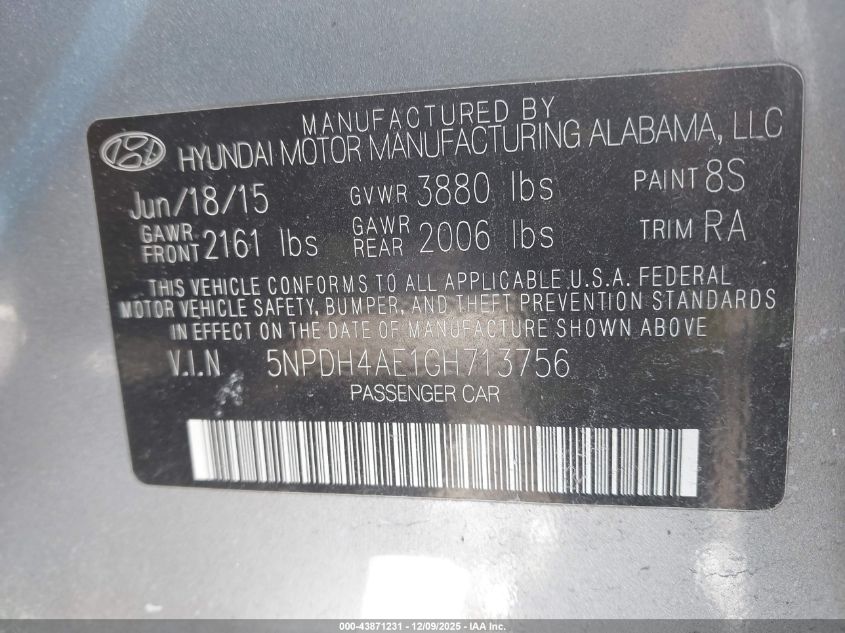 MANUFACTURED BY
HYUNDAI MOTOR MANUFACTURING ALABAMA, LLC
Jun/18/15 GVWR 3880 lbs PAINT 8S
GAWR FRONT 2161 lbs GAWR REAR 2006 lbs TRIM RA
THIS VEHICLE CONFORMS TO ALL APPLICABLE U.S.A. FEDERAL
MOTOR VEHICLE SAFETY, BUMPER, AND THEFT PREVENTION STANDARDS
IN EFFECT ON THE DATE OF MANUFACTURE SHOWN ABOVE
V.I.N 5NPDH4AE1GH713756
PASSENGER CAR
000-43871231 - 12/09/2025 - IAA Inc.